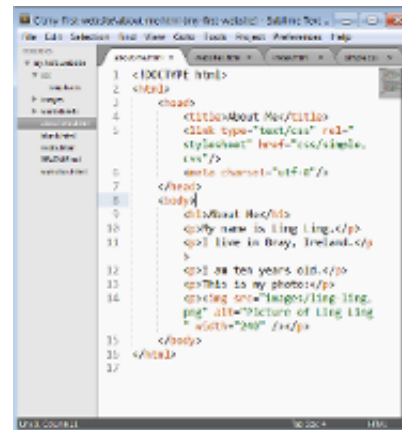 File Edit Selection Find View Goto Tools Project Preferences Help
1 <!DOCTYPE html>
2 <html>
3 <head>
4 <title>About Me</title>
5 <link type="text/css" rel="
stylesheet" href="css/simple.
css"/>
6 <meta charset="utf-8"/>
7 </head>
8 <body>
9 <h1>About Me</h1>
10 <p>My name is Ling Ling.</p>
11 <p>I live in Bray, Ireland.</p
>
12 <p>I am ten years old.</p>
13 <p>This is my photo:</p>
14 <p><img src="images/ling-ling.
png" alt="Picture of Ling Ling
" width="240" /></p>
15 </body>
16 </html>
17
HTML